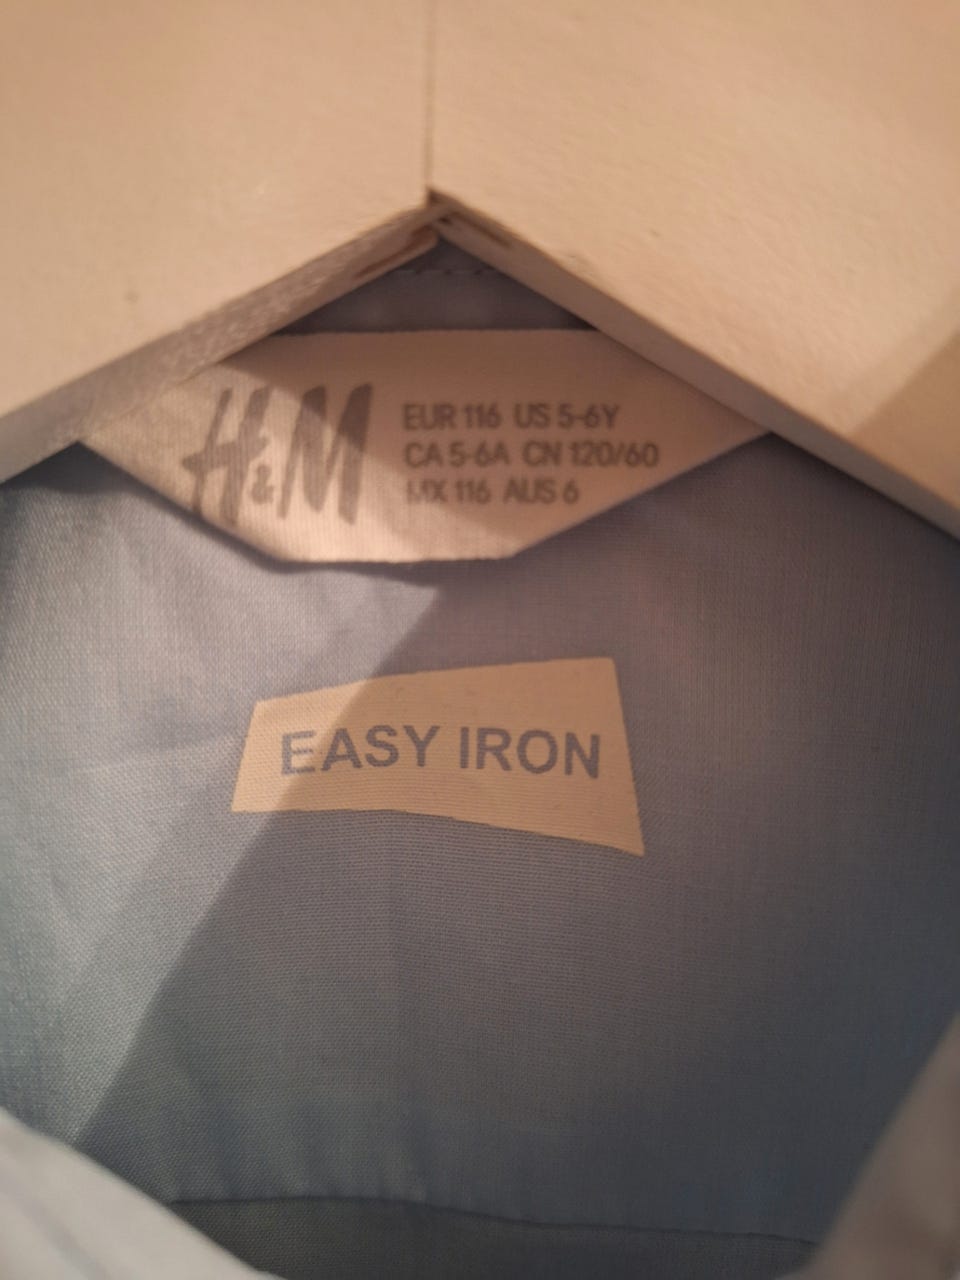 H&M
EUR 116 US 5-6Y
CA 5-6A CN 120/60
MX 116 AUS 6
EASY IRON